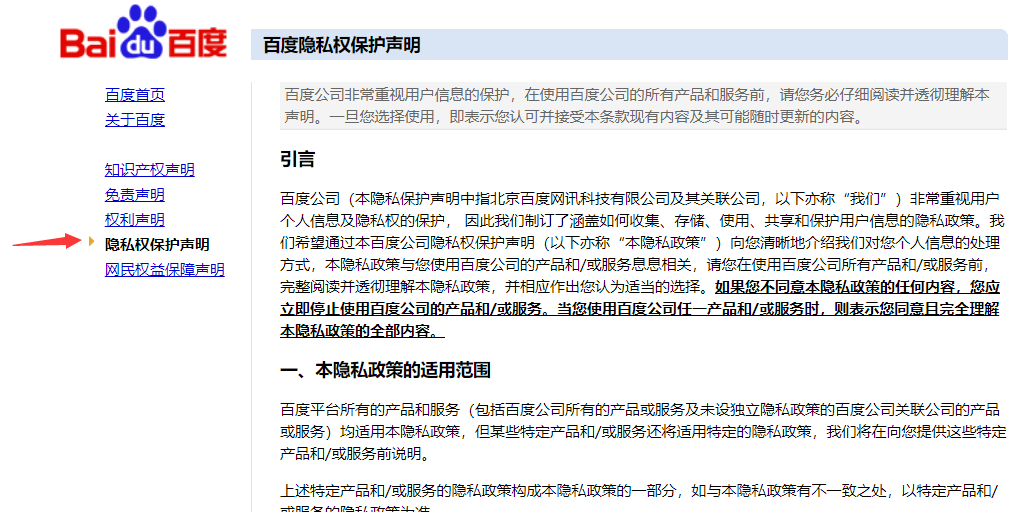 Bai du 百度
百度隐私权保护声明
百度首页
关于百度
知识产权声明
免责声明
权利声明
隐私权保护声明
网民权益保障声明
百度公司非常重视用户信息的保护，在使用百度公司的所有产品和服务前，请您务必仔细阅读并透彻理解本
声明。一旦您选择使用，即表示您认可并接受本条款现有内容及其可能随时更新的内容。
引言
百度公司（本隐私保护声明中指北京百度网讯科技有限公司及其关联公司，以下亦称“我们”）非常重视用户
个人信息及隐私权的保护， 因此我们制订了涵盖如何收集、存储、使用、共享和保护用户信息的隐私政策。我
们希望通过本百度公司隐私权保护声明（以下亦称“本隐私政策”）向您清晰地介绍我们对您个人信息的处理
方式，本隐私政策与您使用百度公司的产品和/或服务息息相关，请您在使用百度公司所有产品和/或服务前，
完整阅读并透彻理解本隐私政策，并相应作出您认为适当的选择。如果您不同意本隐私政策的任何内容，您应
立即停止使用百度公司的产品和/或服务。当您使用百度公司任一产品和/或服务时，则表示您同意且完全理解
本隐私政策的全部内容。
一、本隐私政策的适用范围
百度平台所有的产品和服务（包括百度公司所有的产品或服务及未设独立隐私政策的百度公司关联公司的产品
或服务）均适用本隐私政策，但某些特定产品和/或服务还将适用特定的隐私政策，我们将在向您提供这些特定
产品和/或服务前说明。
上述特定产品和/或服务的隐私政策构成本隐私政策的一部分，如与本隐私政策有不一致之处，以特定产品和/
或服务的隐私政策为准